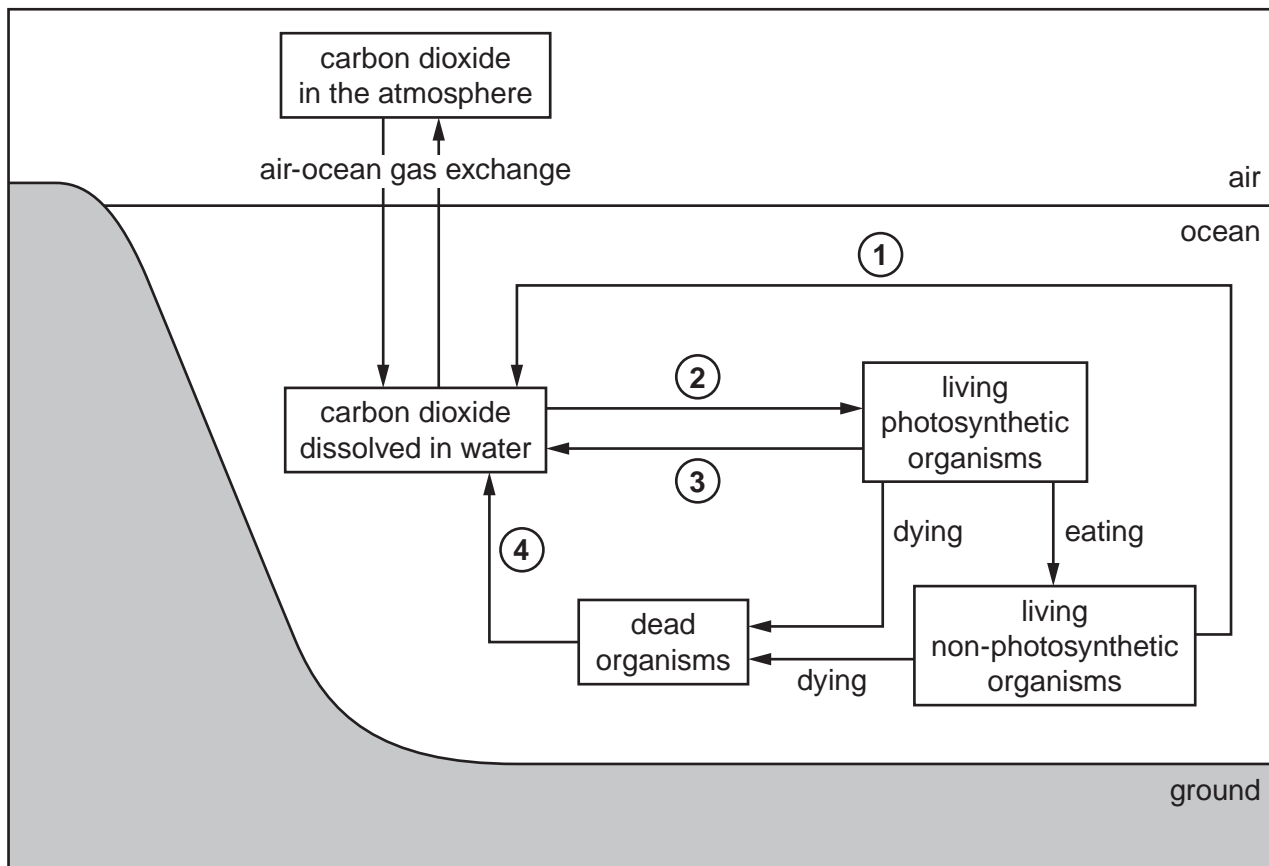 carbon dioxide
in the atmosphere
air-ocean gas exchange
air
ocean
1
2
carbon dioxide
dissolved in water
living
photosynthetic
organisms
3
4
dying
eating
dead
organisms
living
non-photosynthetic
organisms
dying
ground